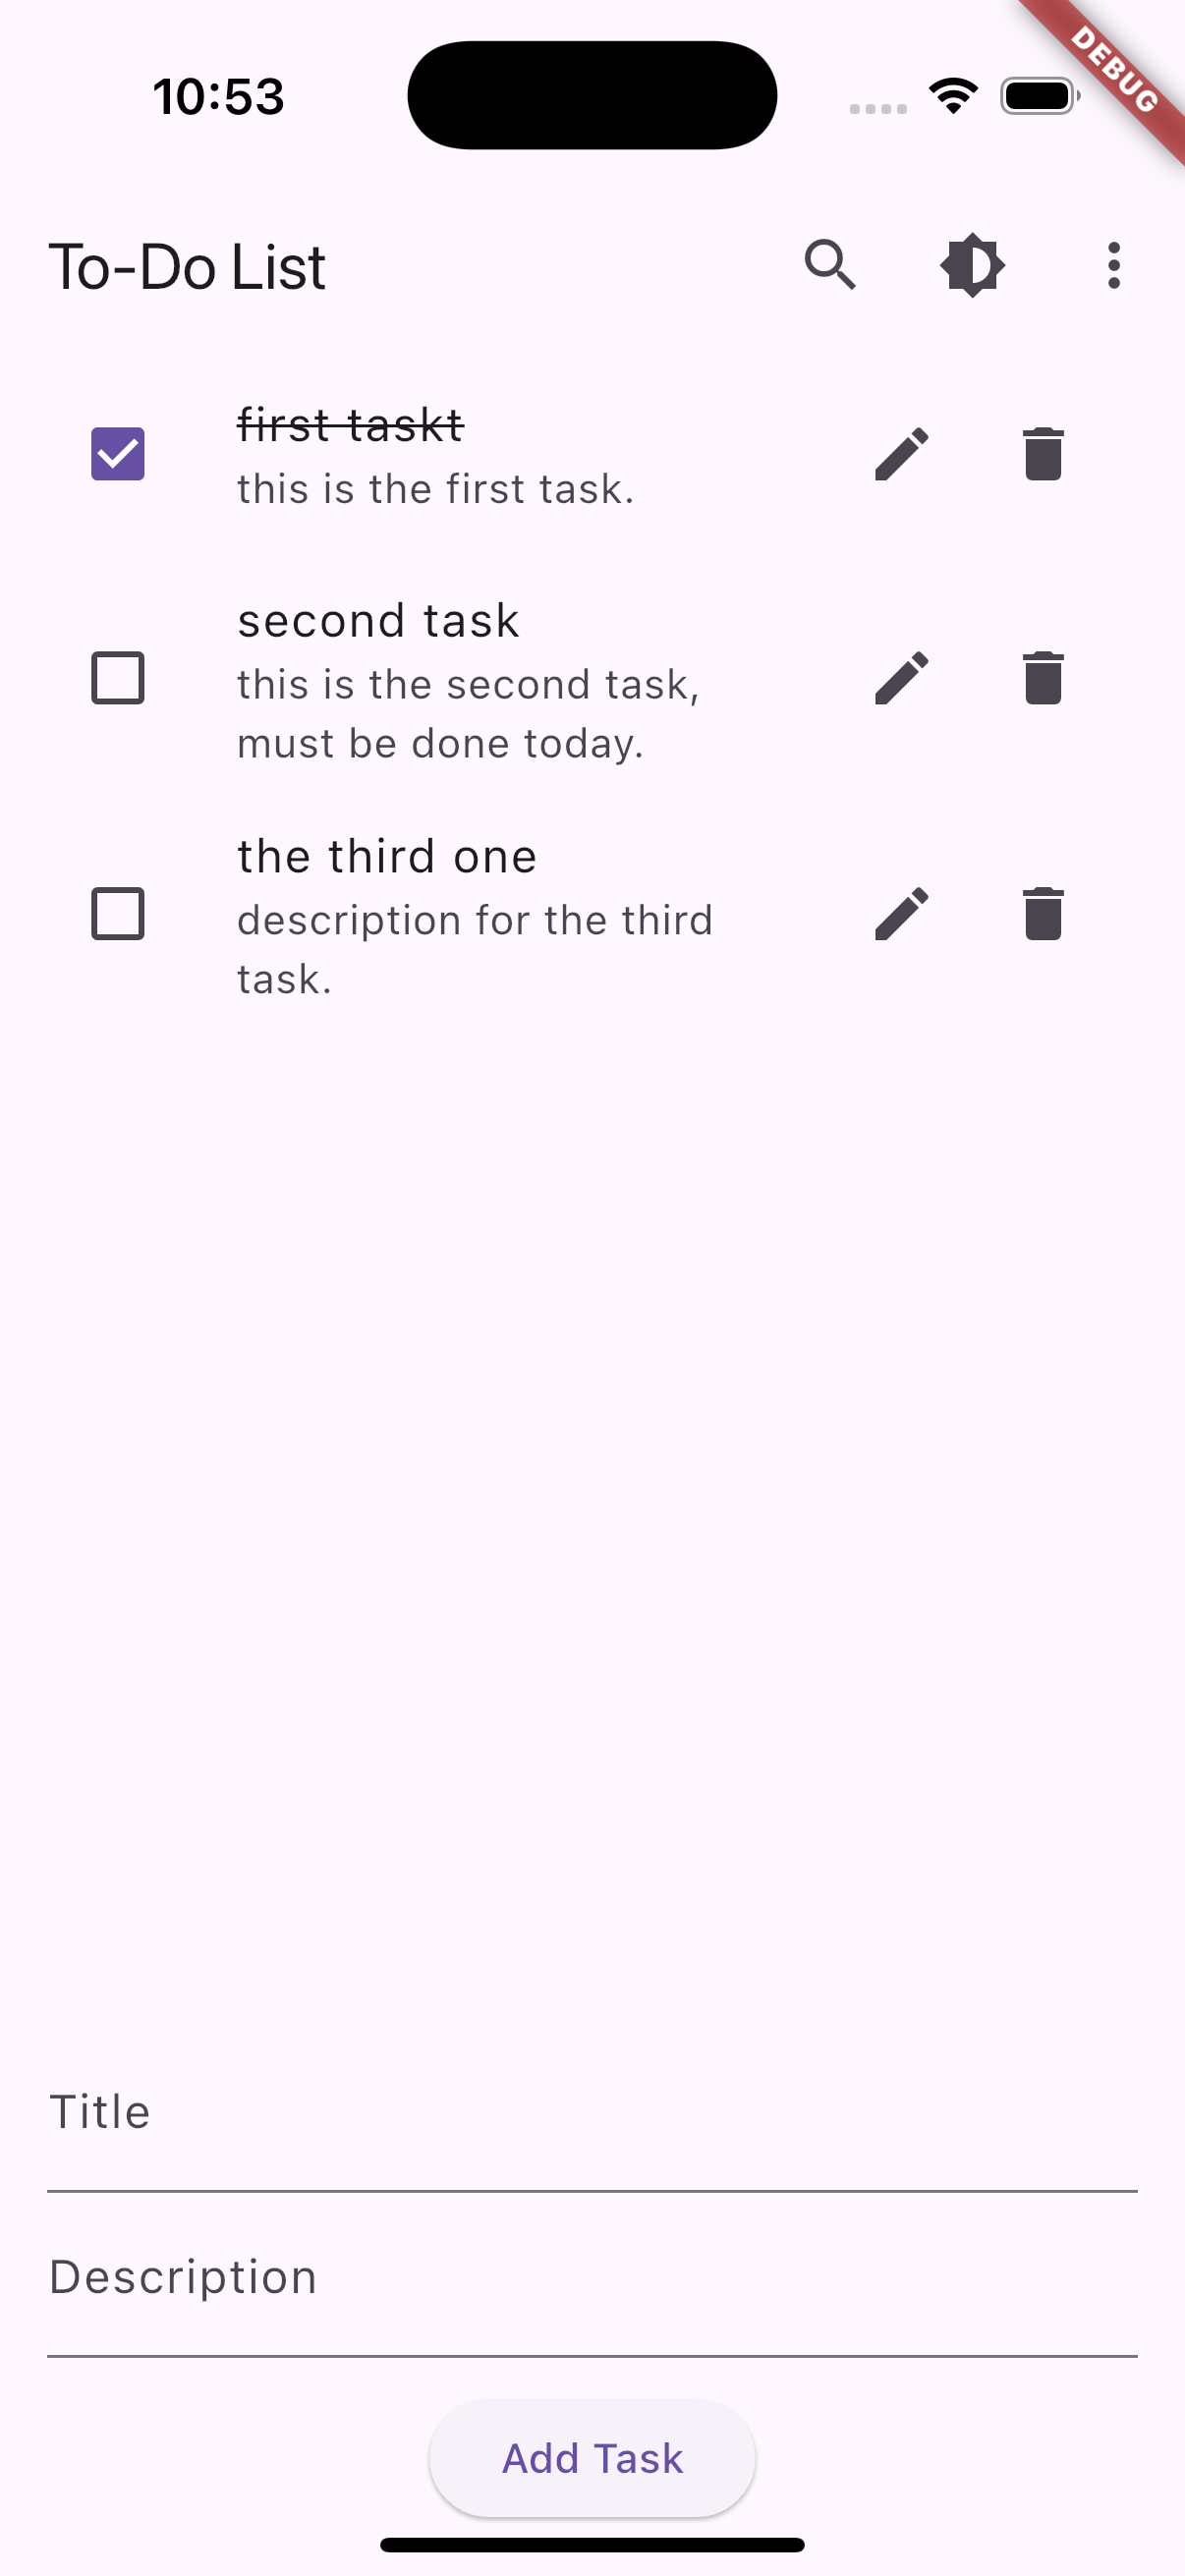 10:53
DEBUG
To-Do List
first taskt
this is the first task.
second task
this is the second task,
must be done today.
the third one
description for the third
task.
Title
Description
Add Task